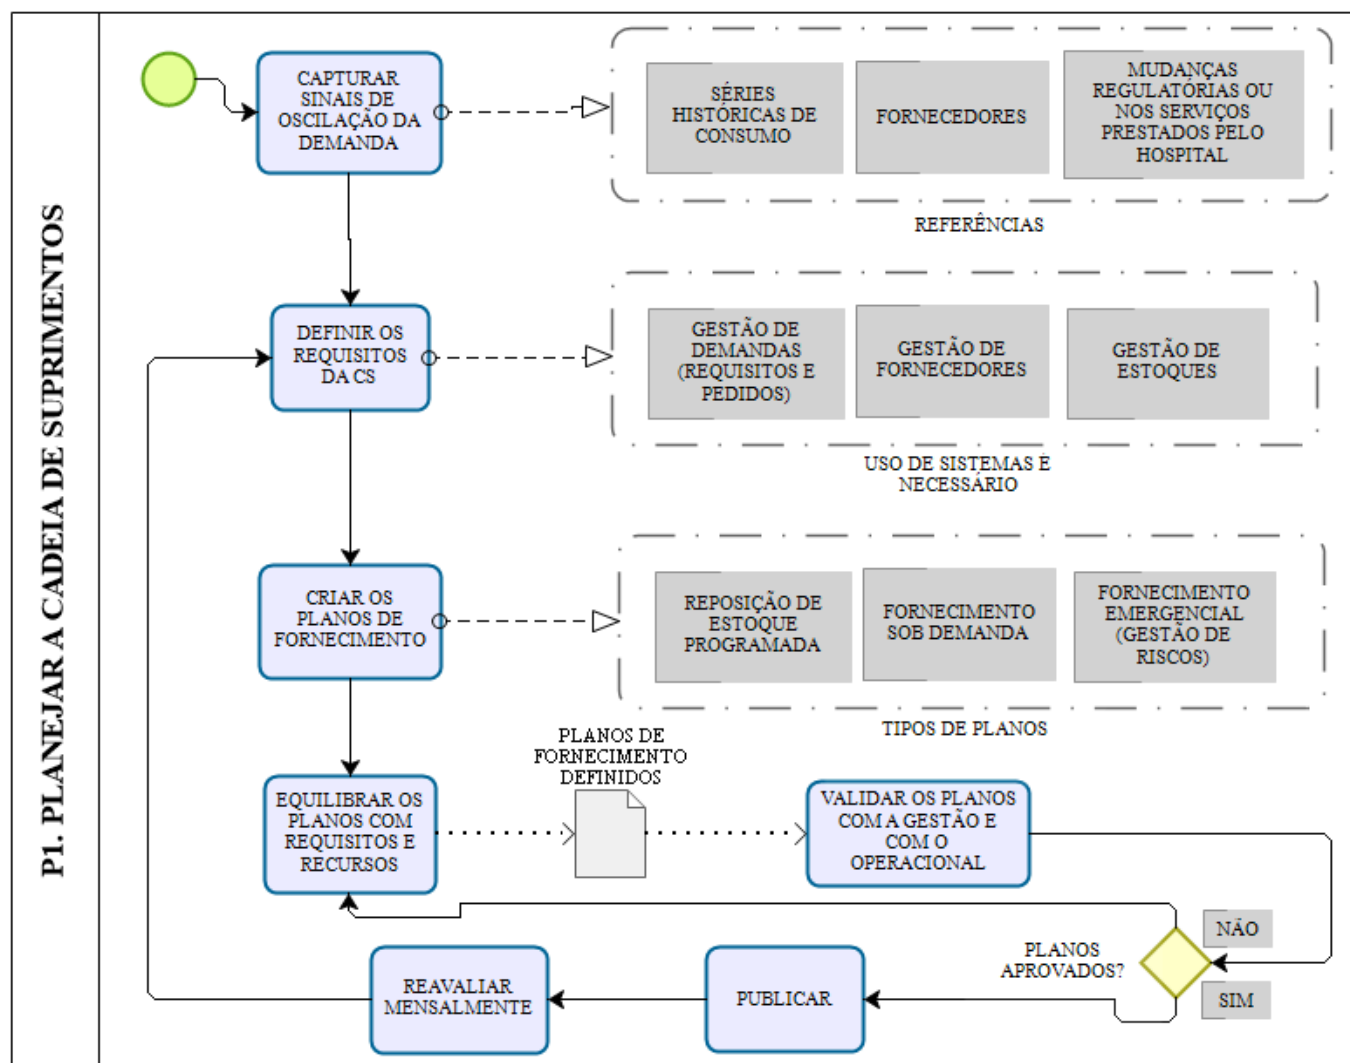 P1. PLANEJAR A CADEIA DE SUPRIMENTOS
CAPTURAR
SINAIS DE
OSCILAÇÃO DA
DEMANDA
SÉRIES
HISTÓRICAS DE
CONSUMO
FORNECEDORES
MUDANÇAS
REGULATÓRIAS OU
NOS SERVIÇOS
PRESTADOS PELO
HOSPITAL
REFERÊNCIAS
DEFINIR OS
REQUISITOS
DA CS
GESTÃO DE
DEMANDAS
(REQUISITOS E
PEDIDOS)
GESTÃO DE
FORNECEDORES
GESTÃO DE
ESTOQUES
USO DE SISTEMAS É
NECESSÁRIO
CRIAR OS
PLANOS DE
FORNECIMENTO
REPOSIÇÃO DE
ESTOQUE
PROGRAMADA
FORNECIMENTO
SOB DEMANDA
FORNECIMENTO
EMERGENCIAL
(GESTÃO DE
RISCOS)
TIPOS DE PLANOS
EQUILIBRAR OS
PLANOS COM
REQUISITOS E
RECURSOS
PLANOS DE
FORNECIMENTO
DEFINIDOS
VALIDAR OS PLANOS
COM A GESTÃO E
COM O
OPERACIONAL
PLANOS
APROVADOS?
NÃO
SIM
PUBLICAR
REAVALIAR
MENSALMENTE